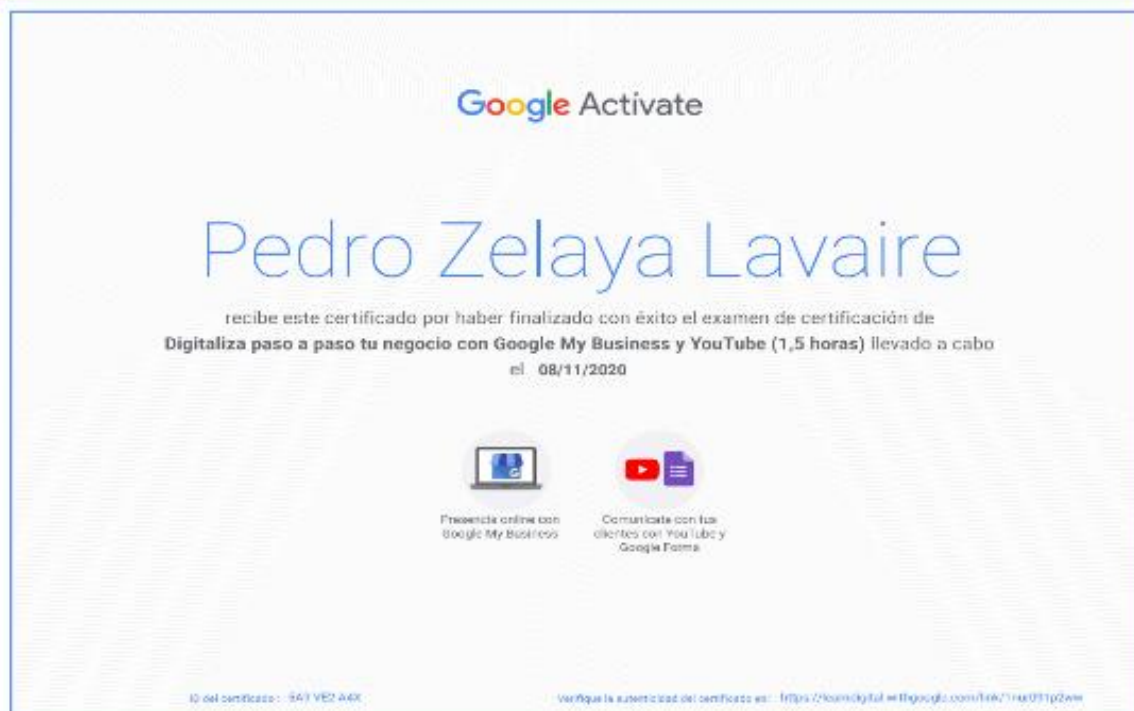 Google Actívate
Pedro Zelaya Lavaire
recibe este certificado por haber finalizado con éxito el examen de certificación de
Digitaliza paso a paso tu negocio con Google My Business y YouTube (1,5 horas) llevado a cabo
el 08/11/2020
Presencia online con
Google My Business
Comunícate con tus
clientes con YouTube y
Google Forms
ID del certificado : VE2 A4X
Verifique la autenticidad del certificado en: